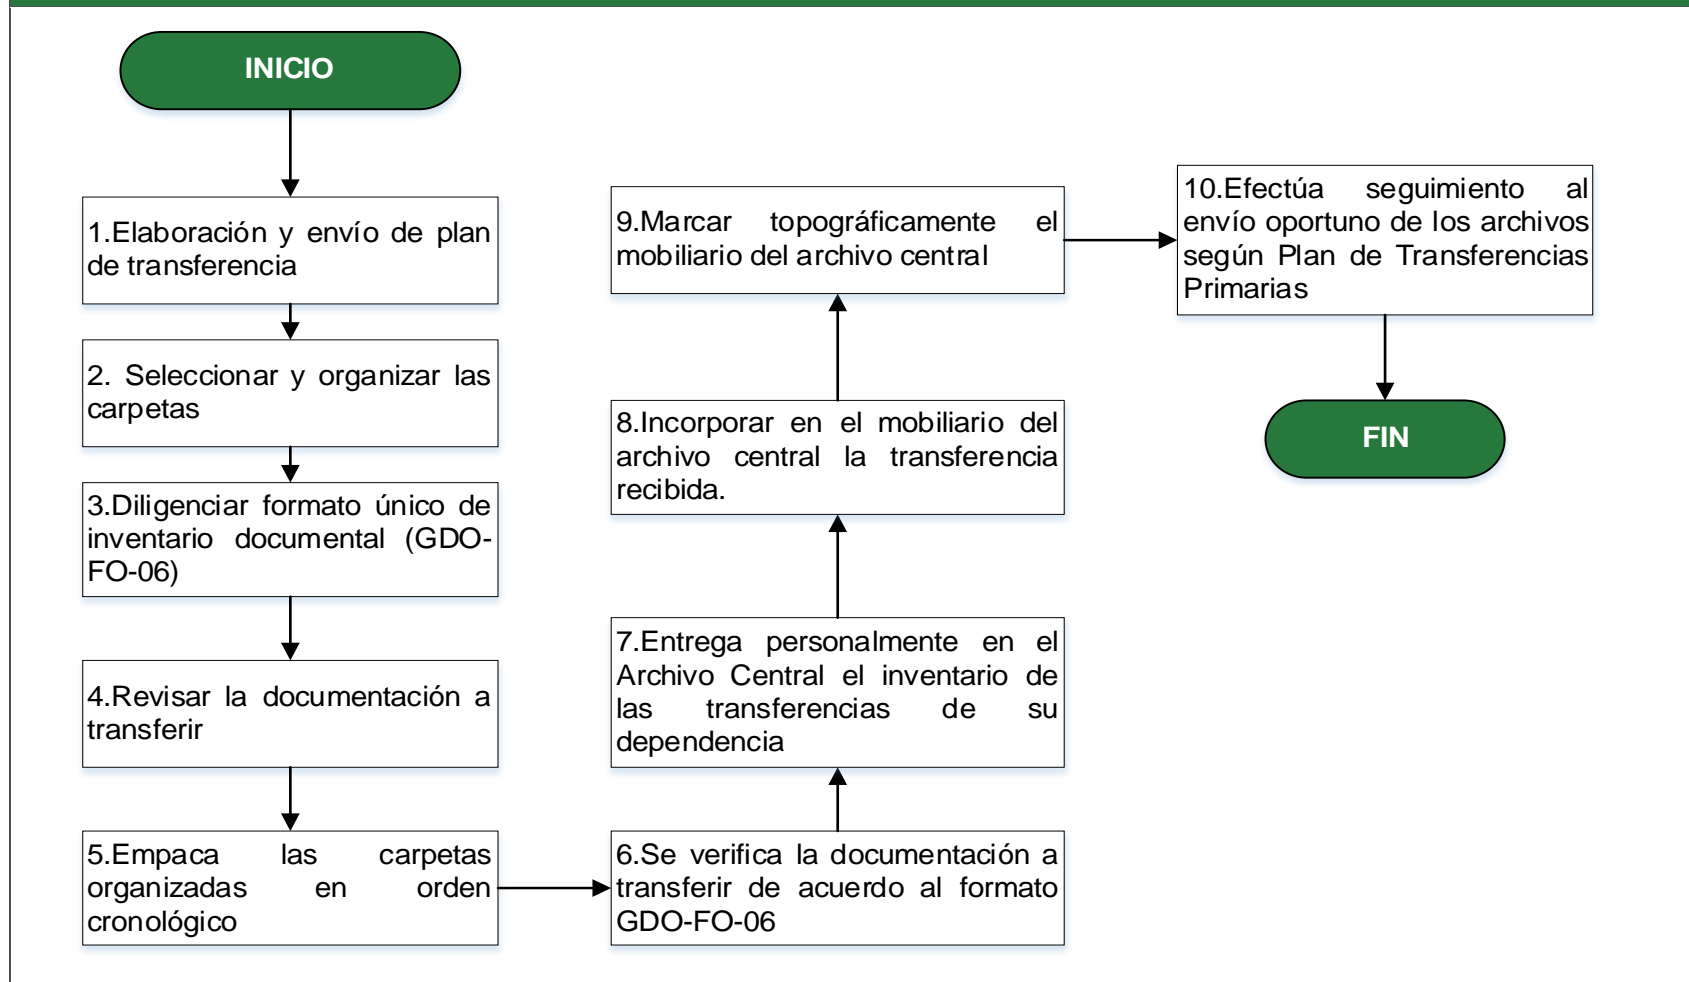 INICIO
1.Elaboración y envío de plan
de transferencia
2. Seleccionar y organizar las
carpetas
3.Diligenciar formato único de
inventario documental (GDO-
FO-06)
4.Revisar la documentación a
transferir
5.Empaca las carpetas
organizadas en orden
cronológico
6.Se verifica la documentación a
transferir de acuerdo al formato
GDO-FO-06
7.Entrega personalmente en el
Archivo Central el inventario de
las transferencias de su
dependencia
8.Incorporar en el mobiliario del
archivo central la transferencia
recibida.
9.Marcar topográficamente el
mobiliario del archivo central
10.Efectúa seguimiento al
envío oportuno de los archivos
según Plan de Transferencias
Primarias
FIN